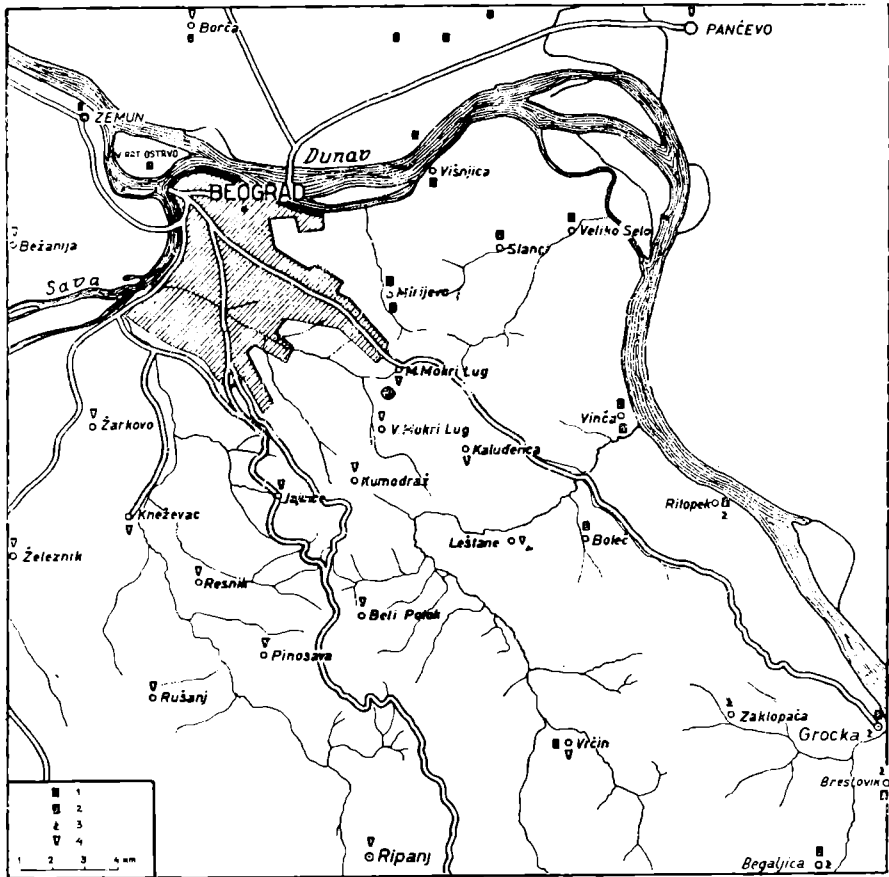 Borča
PANČEVO
ZEMUN
OSTRVO
Dunav
Višnjica
BEOGRAD
Bežanija
Slanci
Veliko Selo
Sava
Mirijevo
M. Mokri Lug
Vinča
Žarkovo
V. Mokri Lug
Kaluđerica
Kumodraž
Jajince
Ritopek
Kneževac
Leštane
Boleč
Železnik
Resnik
Beli Potok
Pinosava
Rušanj
Zaklopača
Grocka
Vrčin
Brestovik
1
2
3
4
1 2 3 4 км
Ripanj
Begaljica